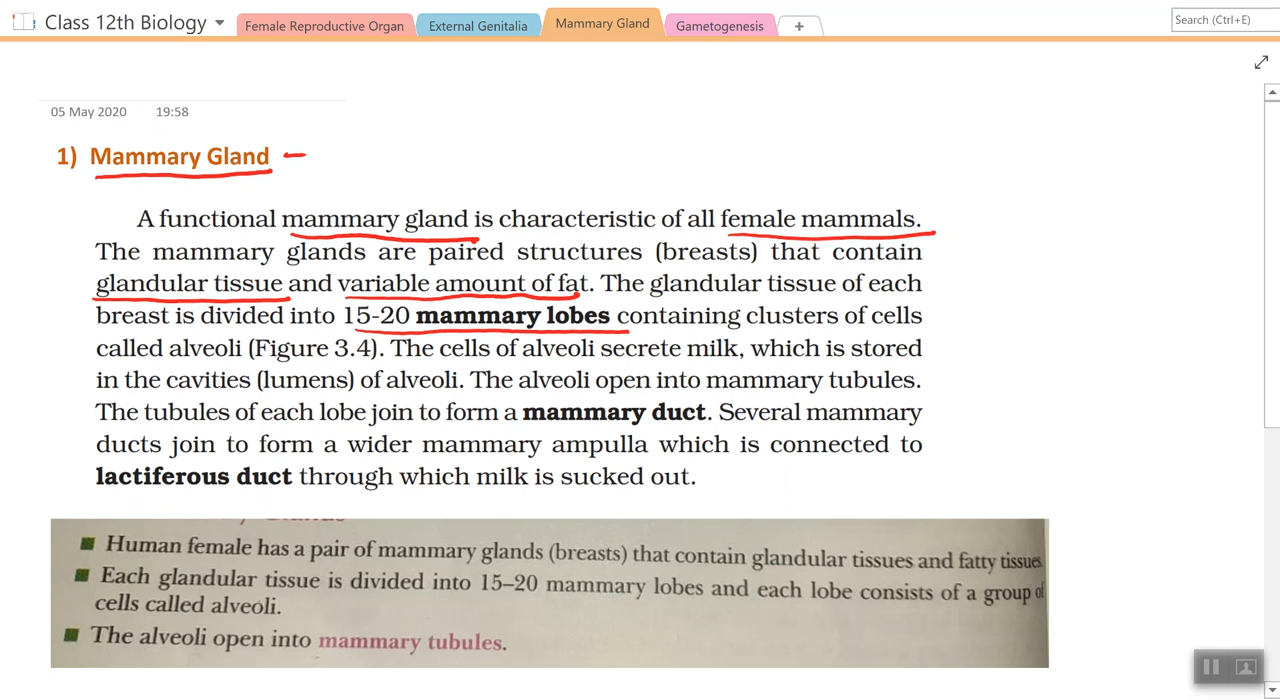 Class 12th Biology
Female Reproductive Organ
External Genitalia
Mammary Gland
Gametogenesis
+
Search (Ctrl+E)
05 May 2020 19:58
1) Mammary Gland
A functional mammary gland is characteristic of all female mammals.
The mammary glands are paired structures (breasts) that contain
glandular tissue and variable amount of fat. The glandular tissue of each
breast is divided into 15-20 mammary lobes containing clusters of cells
called alveoli (Figure 3.4). The cells of alveoli secrete milk, which is stored
in the cavities (lumens) of alveoli. The alveoli open into mammary tubules.
The tubules of each lobe join to form a mammary duct. Several mammary
ducts join to form a wider mammary ampulla which is connected to
lactiferous duct through which milk is sucked out.
Human female has a pair of mammary glands (breasts) that contain glandular tissues and fatty tissues
Each glandular tissue is divided into 15–20 mammary lobes and each lobe consists of a group of
cells called alveoli.
The alveoli open into mammary tubules.